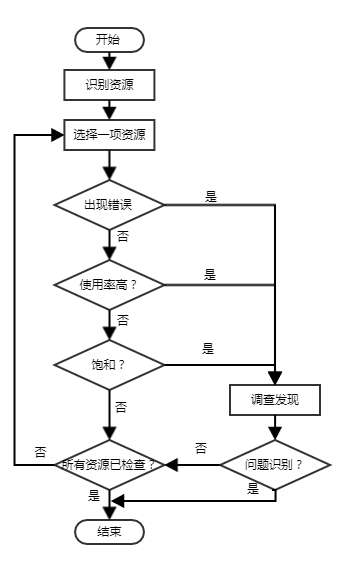 开始
识别资源
选择一项资源
出现错误
是
否
使用率高？
是
否
饱和？
是
否
调查发现
所有资源已检查？
否
问题识别？
否
是
是
结束